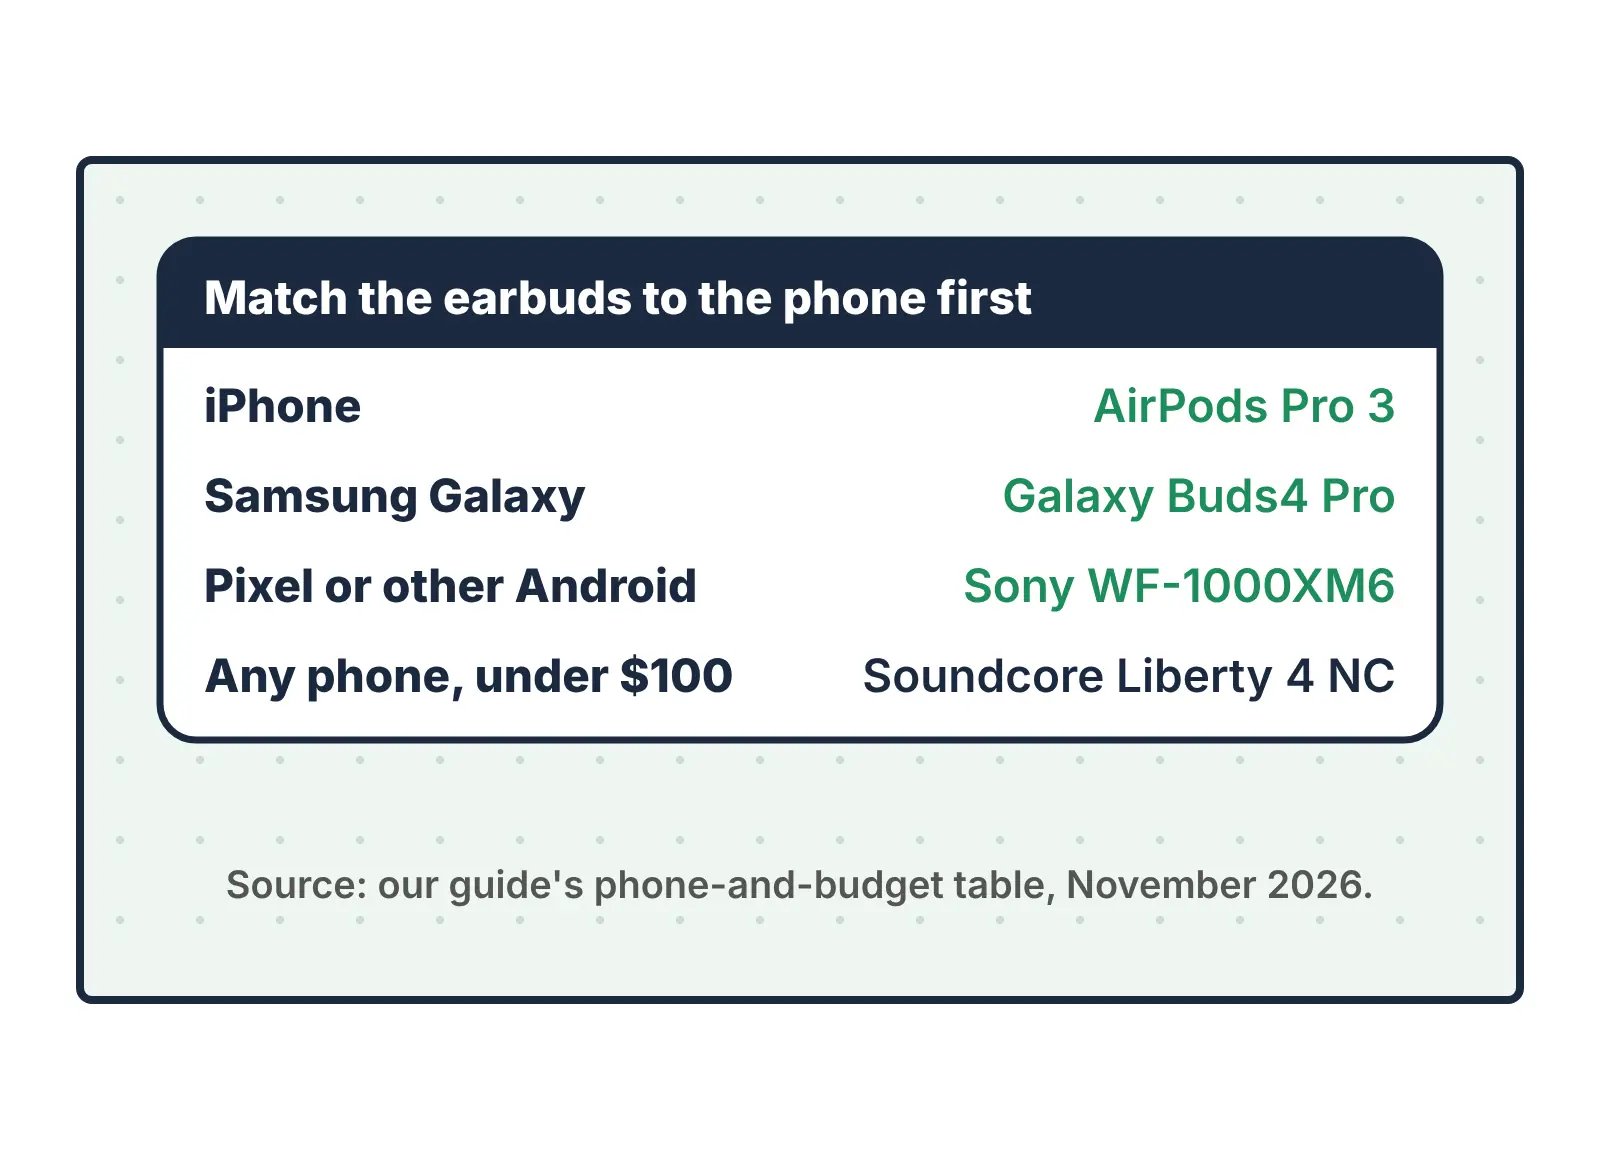 Match the earbuds to the phone first
iPhone AirPods Pro 3
Samsung Galaxy Galaxy Buds4 Pro
Pixel or other Android Sony WF-1000XM6
Any phone, under $100 Soundcore Liberty 4 NC
Source: our guide's phone-and-budget table, November 2026.